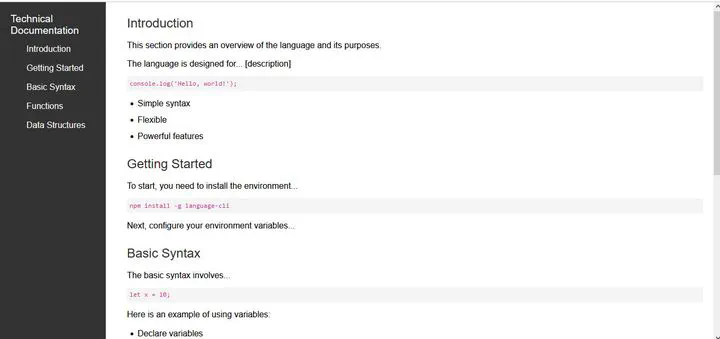 Technical
Documentation
Introduction
Getting Started
Basic Syntax
Functions
Data Structures
Introduction
This section provides an overview of the language and its purposes.
The language is designed for... [description]
console.log('Hello, world!');
Simple syntax
Flexible
Powerful features
Getting Started
To start, you need to install the environment...
npm install -g language-cli
Next, configure your environment variables...
Basic Syntax
The basic syntax involves...
let x = 10;
Here is an example of using variables:
Declare variables